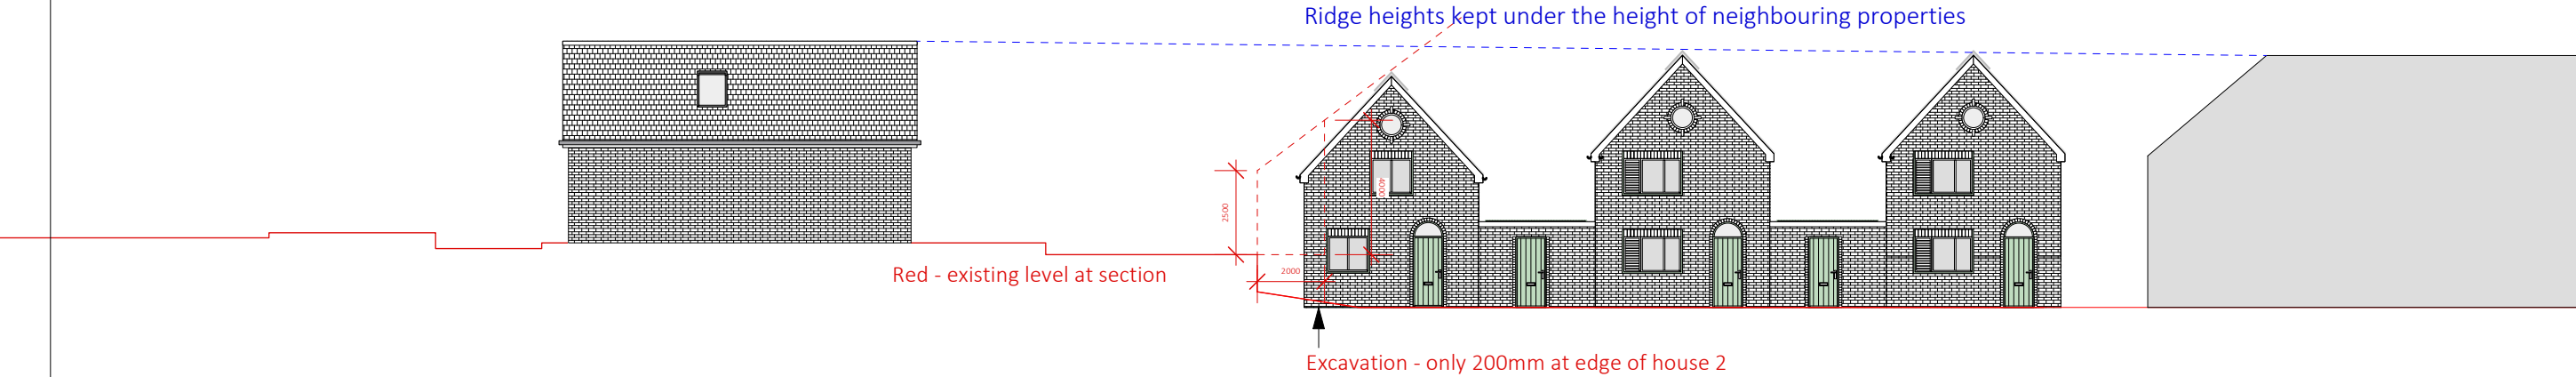 Ridge heights kept under the height of neighbouring properties
4000
2500
2000
Red - existing level at section
Excavation - only 200mm at edge of house 2